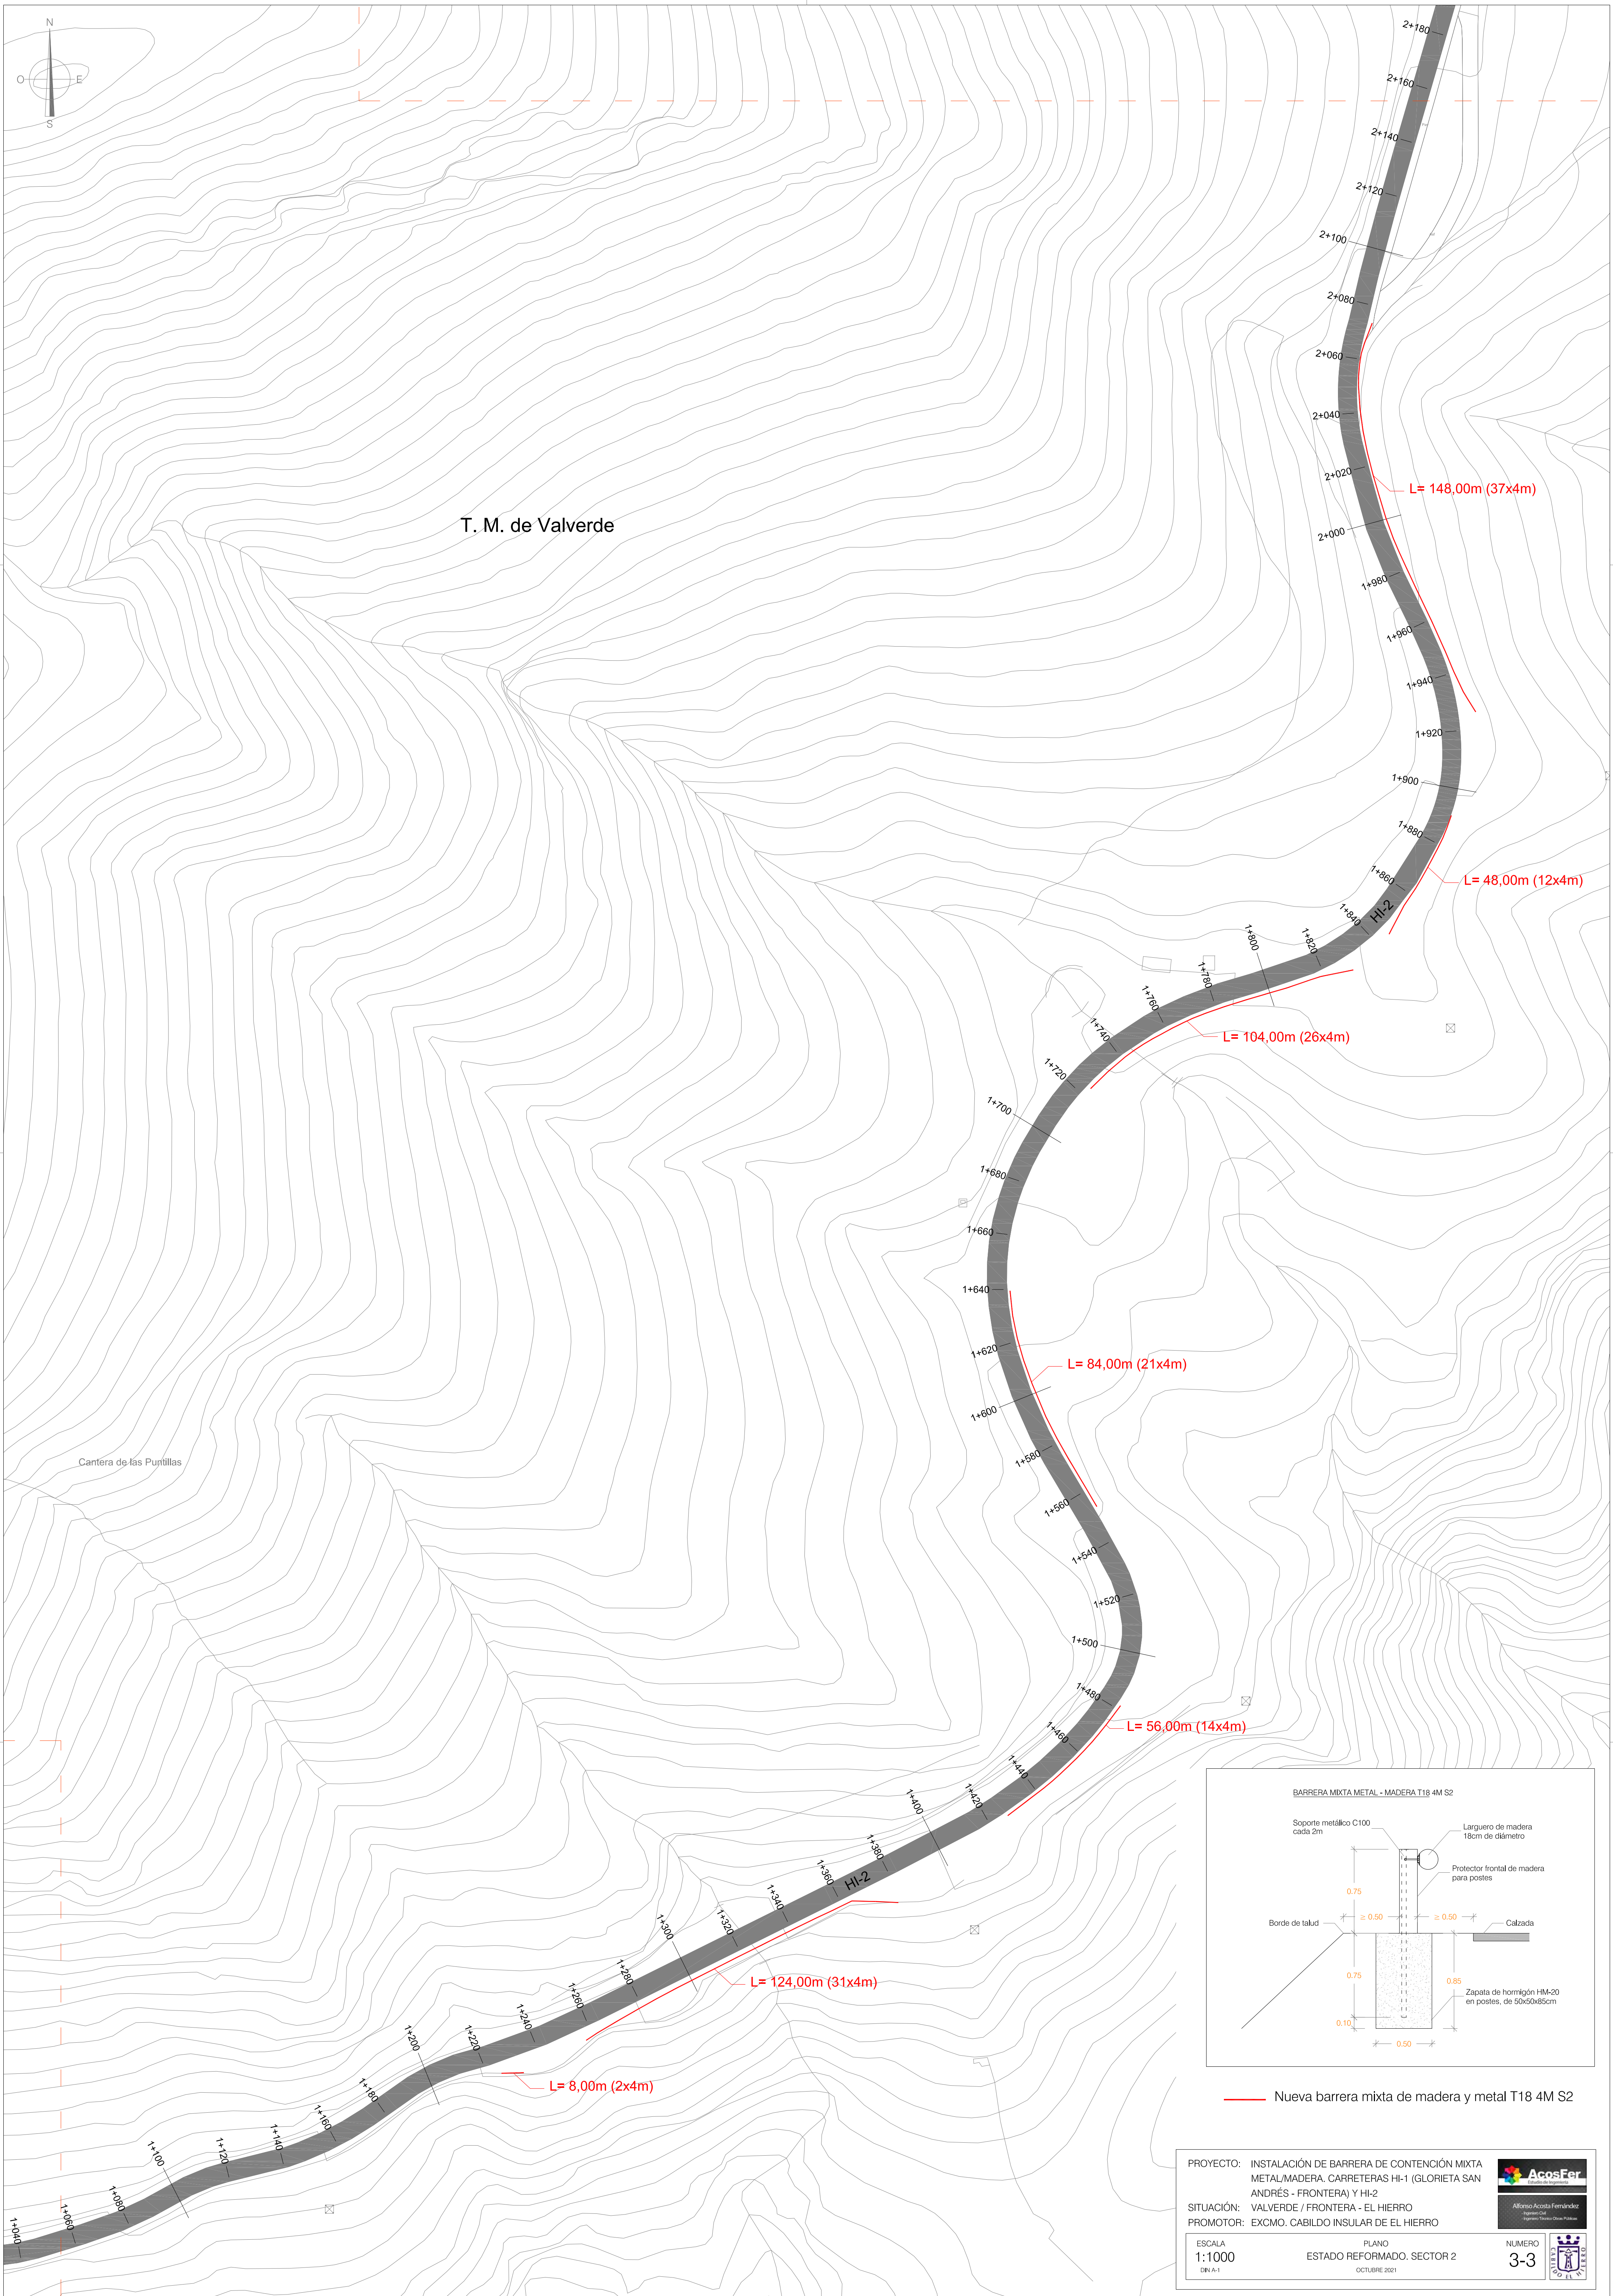 N
O
E
S
2+180
2+160
2+140
2+120
2+100
2+080
2+060
2+040
2+020
L= 148,00m (37x4m)
T. M. de Valverde
2+000
1+980
1+960
1+940
1+920
1+900
1+880
1+860
L= 48,00m (12x4m)
HI-2
1+840
1+820
1+800
1+780
1+760
1+740
L= 104,00m (26x4m)
1+720
1+700
1+680
1+660
1+640
1+620
L= 84,00m (21x4m)
1+600
1+580
Cantera de las Puntillas
1+560
1+540
1+520
1+500
1+480
L= 56,00m (14x4m)
1+460
1+440
1+420
1+400
1+380
1+360
HI-2
1+340
1+320
1+300
1+280
L= 124,00m (31x4m)
1+260
1+240
1+220
1+200
L= 8,00m (2x4m)
1+180
1+160
1+140
1+120
1+100
1+080
1+060
1+040
BARRERA MIXTA METAL - MADERA T18 4M S2
Soporte metálico C100
cada 2m
Larguero de madera
18cm de diámetro
Protector frontal de madera
para postes
0.75
≥ 0.50
≥ 0.50
Borde de talud
Calzada
0.75
0.85
Zapata de hormigón HM-20
en postes, de 50x50x85cm
0.10
0.50
Nueva barrera mixta de madera y metal T18 4M S2
PROYECTO: INSTALACIÓN DE BARRERA DE CONTENCIÓN MIXTA
METAL/MADERA. CARRETERAS HI-1 (GLORIETA SAN
ANDRÉS - FRONTERA) Y HI-2
SITUACIÓN: VALVERDE / FRONTERA - EL HIERRO
PROMOTOR: EXCMO. CABILDO INSULAR DE EL HIERRO
AcosFer
Estudio de Ingeniería
Alfonso Acosta Fernández
- Ingeniero Civil
- Ingeniero Técnico Obras Públicas
ESCALA
1:1000
DIN A-1
PLANO
ESTADO REFORMADO. SECTOR 2
OCTUBRE 2021
NUMERO
3-3
CABILDO EL HIERRO